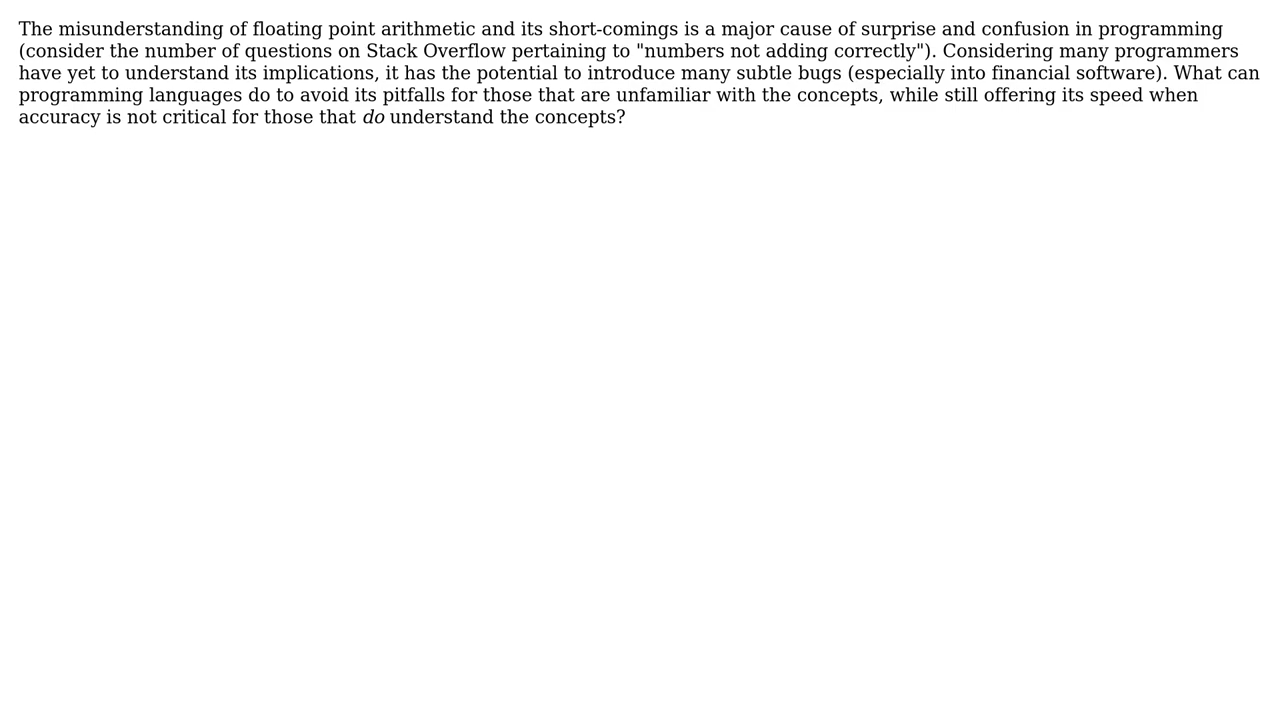 The misunderstanding of floating point arithmetic and its short-comings is a major cause of surprise and confusion in programming
(consider the number of questions on Stack Overflow pertaining to "numbers not adding correctly"). Considering many programmers
have yet to understand its implications, it has the potential to introduce many subtle bugs (especially into financial software). What can
programming languages do to avoid its pitfalls for those that are unfamiliar with the concepts, while still offering its speed when
accuracy is not critical for those that do understand the concepts?